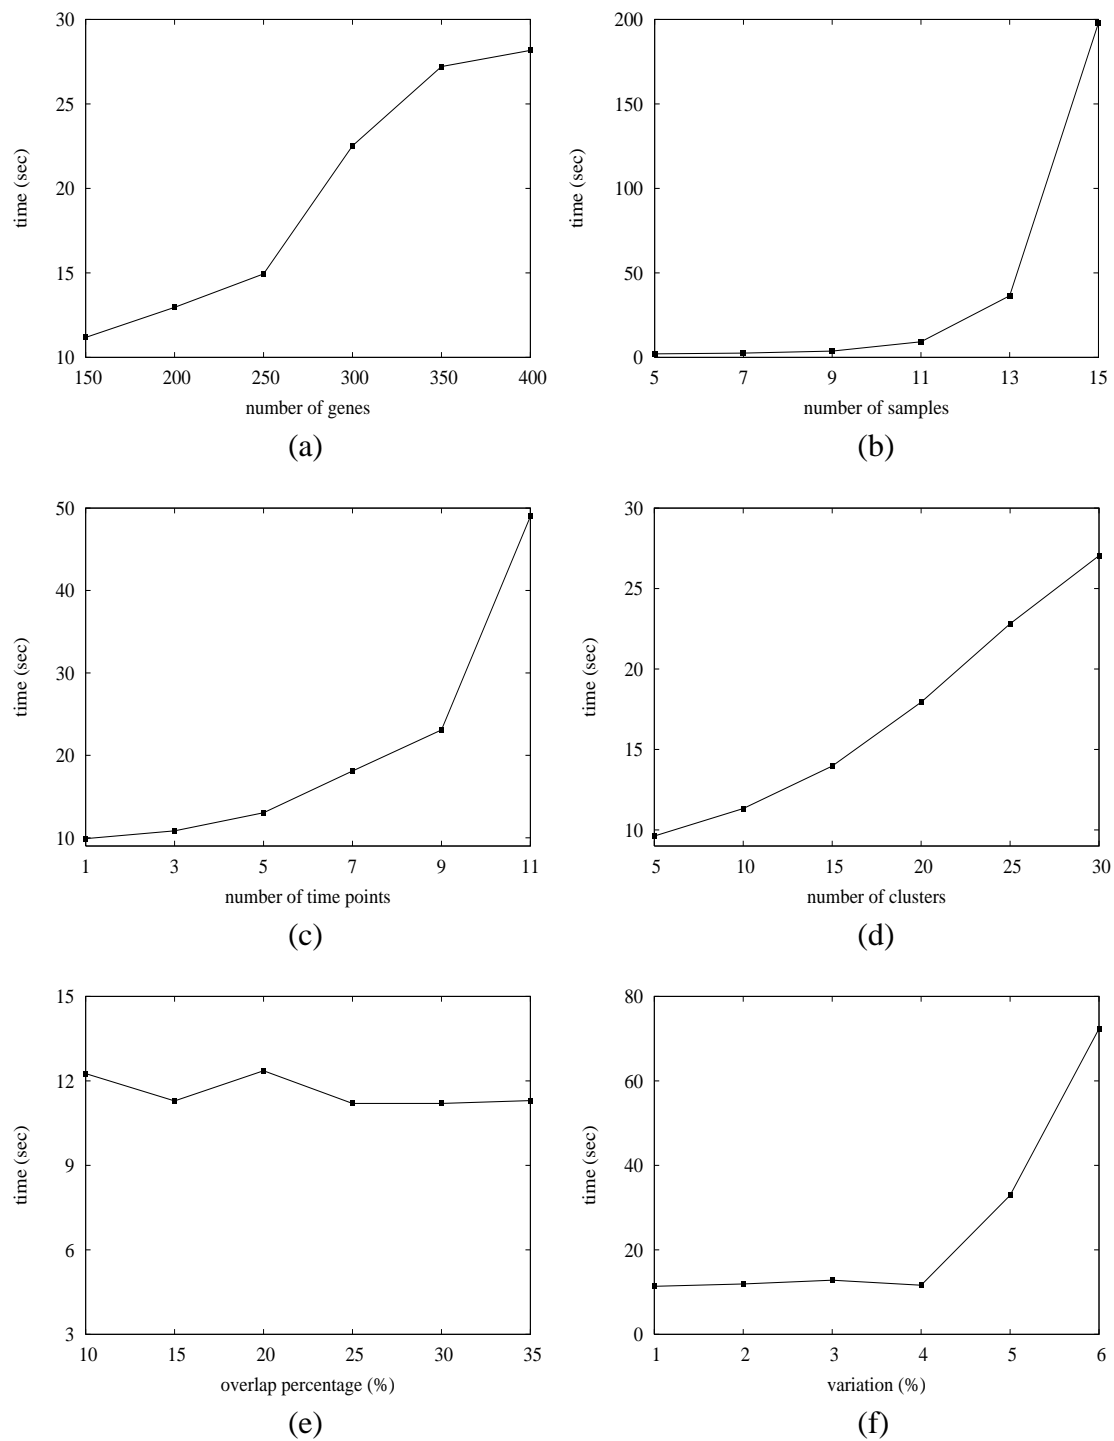 30
25
20
15
10
time (sec)
150 200 250 300 350 400
number of genes
(a)
200
150
100
50
0
time (sec)
5 7 9 11 13 15
number of samples
(b)
50
40
30
20
10
time (sec)
1 3 5 7 9 11
number of time points
(c)
30
25
20
15
10
time (sec)
5 10 15 20 25 30
number of clusters
(d)
15
12
9
6
3
time (sec)
10 15 20 25 30 35
overlap percentage (%)
(e)
80
60
40
20
0
time (sec)
1 2 3 4 5 6
variation (%)
(f)